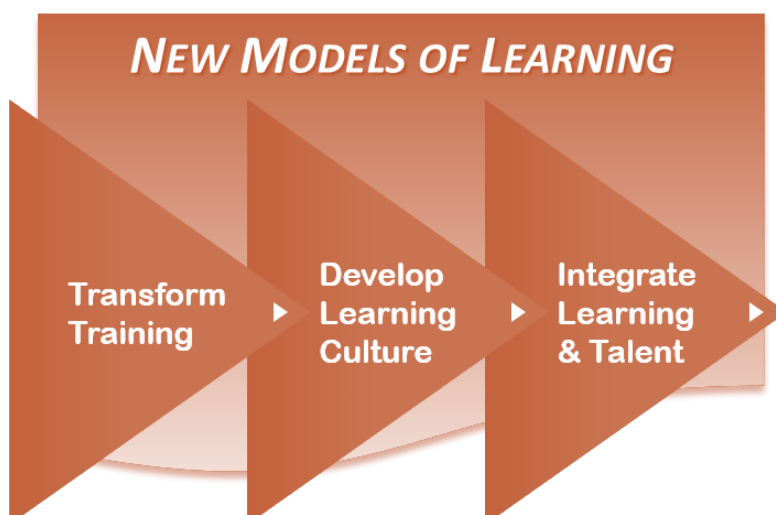 NEW MODELS OF LEARNING
Transform
Training
Develop
Learning
Culture
Integrate
Learning
& Talent